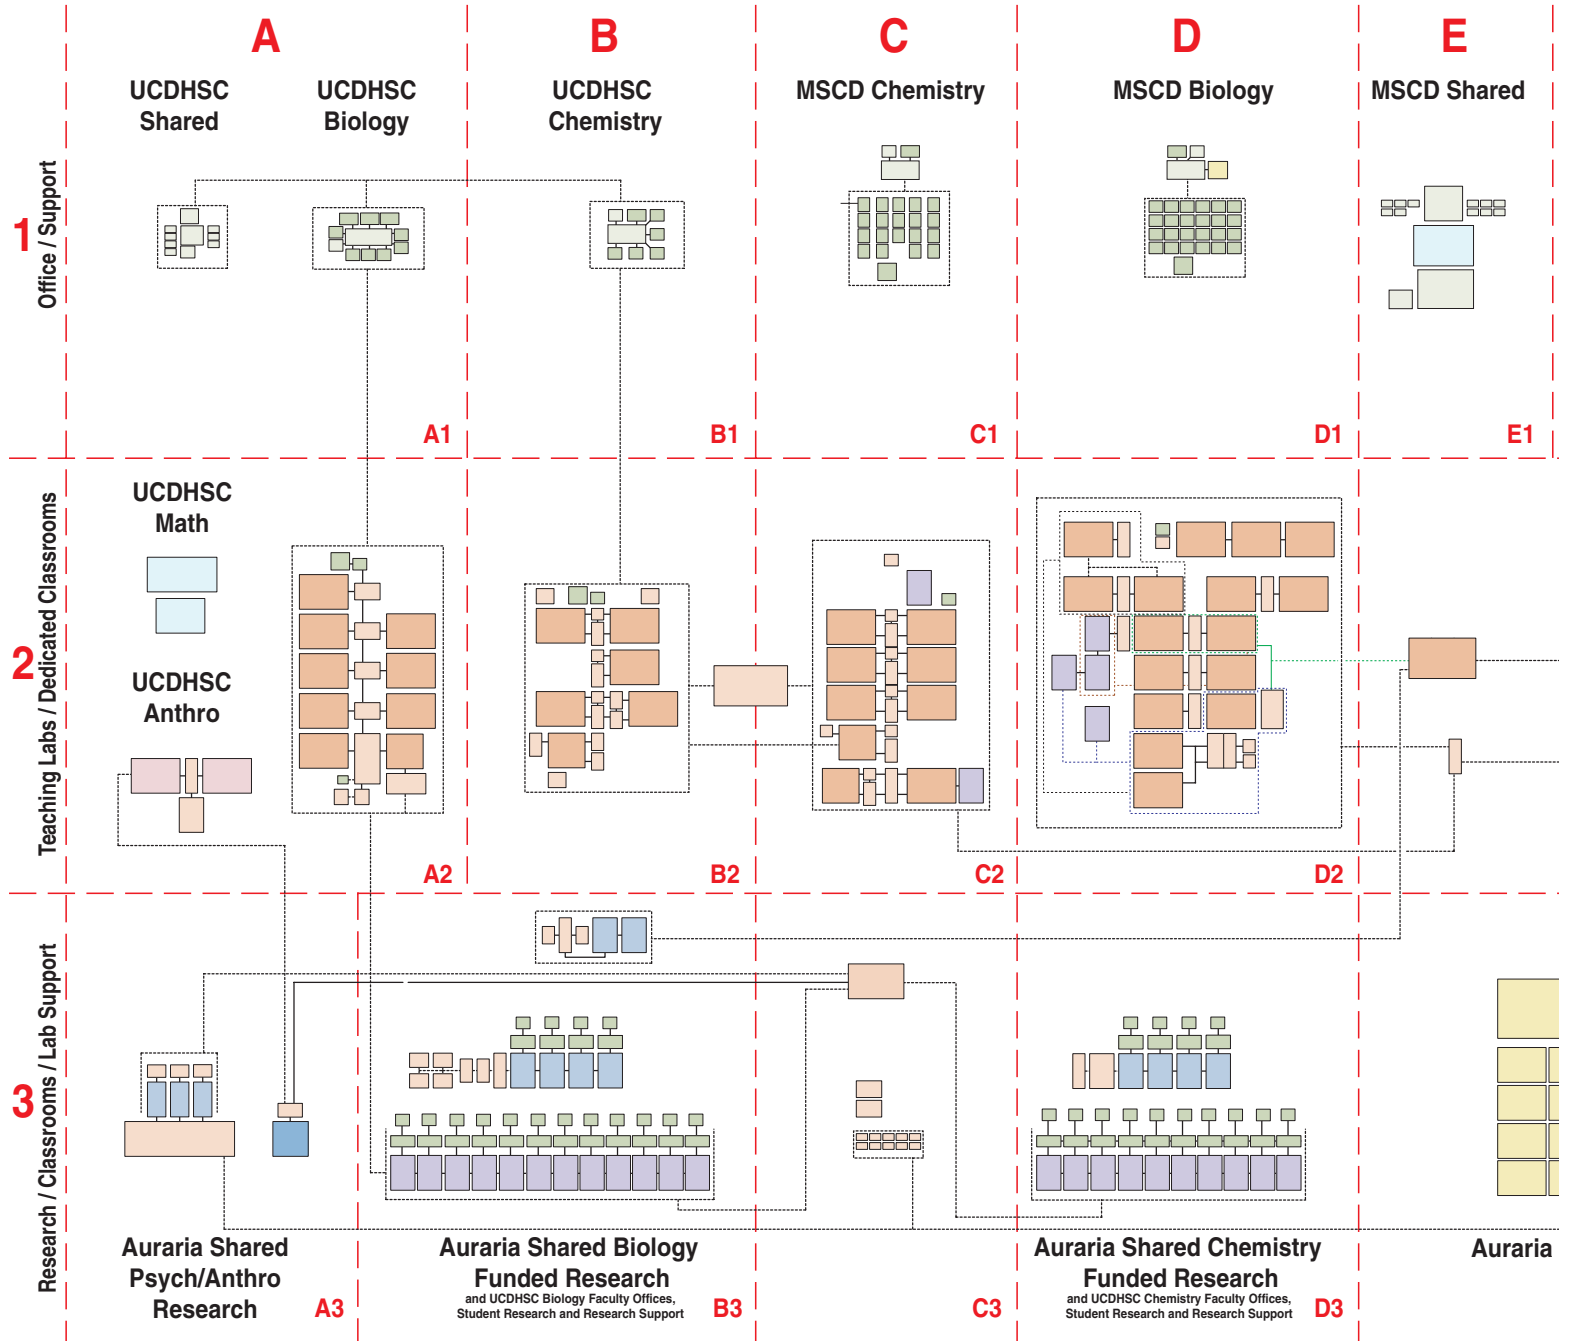 A
B
C
D
E
UCDHSC
Shared
UCDHSC
Biology
UCDHSC
Chemistry
MSCD Chemistry
MSCD Biology
MSCD Shared
1
Office / Support
A1
B1
C1
D1
E1
2
Teaching Labs / Dedicated Classrooms
UCDHSC
Math
UCDHSC
Anthro
A2
B2
C2
D2
3
Research / Classrooms / Lab Support
Auraria Shared
Psych/Anthro
Research
A3
Auraria Shared Biology
Funded Research
and UCDHSC Biology Faculty Offices,
Student Research and Research Support
B3
C3
Auraria Shared Chemistry
Funded Research
and UCDHSC Chemistry Faculty Offices,
Student Research and Research Support
D3
Auraria